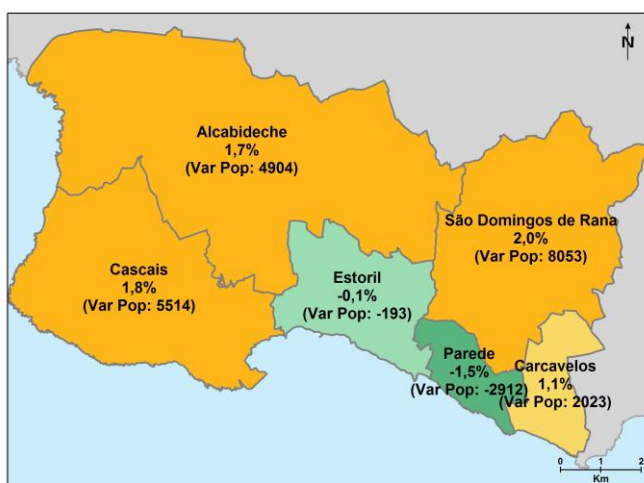 N
Alcabideche
1,7%
(Var Pop: 4904)
São Domingos de Rana
2,0%
(Var Pop: 8053)
Cascais
1,8%
(Var Pop: 5514)
Estoril
-0,1%
(Var Pop: -193)
Parede
-1,5%
(Var Pop: -2912)
Carcavelos
1,1%
(Var Pop: 2023)
0 1 2
Km